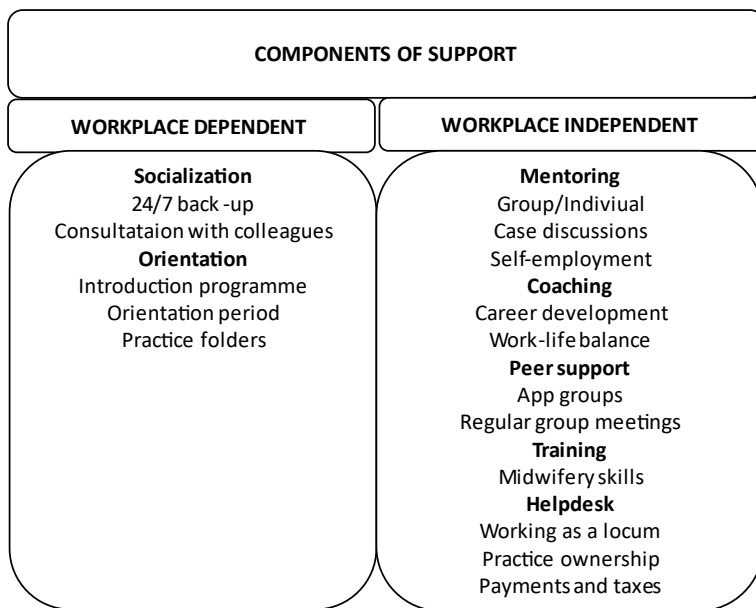 COMPONENTS OF SUPPORT
WORKPLACE DEPENDENT
Socialization
24/7 back -up
Consultataion with colleagues
Orientation
Introduction programme
Orientation period
Practice folders
WORKPLACE INDEPENDENT
Mentoring
Group/Indiviual
Case discussions
Self-employment
Coaching
Career development
Work-life balance
Peer support
App groups
Regular group meetings
Training
Midwifery skills
Helpdesk
Working as a locum
Practice ownership
Payments and taxes